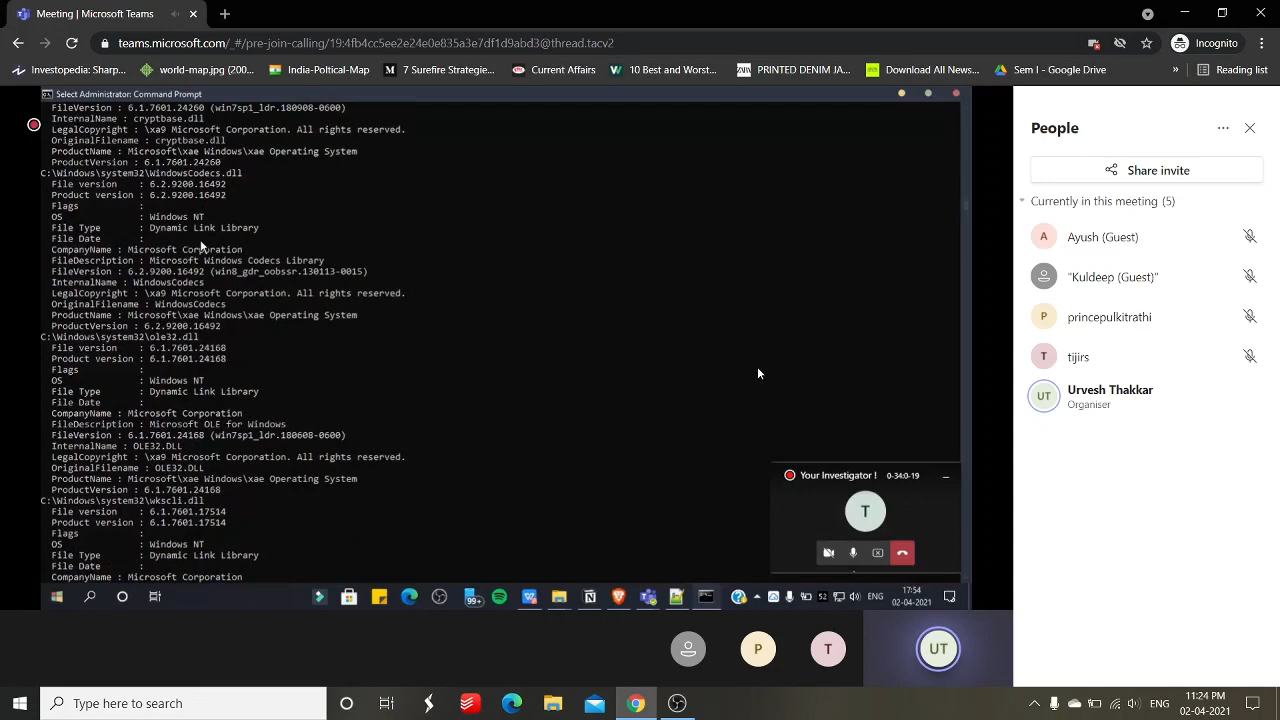 Meeting | Microsoft Teams
teams.microsoft.com/_#/pre-join-calling/19:4fb4cc5ee2e24e0e835a3e7df1d9abd3@thread.tacv2
Incognito
Investopedia: Sharp...
world-map.jpg (200...
India-Poltical-Map
M
7 Surefire Strategie...
Current Affairs
W
10 Best and Worst...
PRINTED DENIM JA...
Download All News...
Sem I - Google Drive
»
Reading list
Select Administrator: Command Prompt
FileVersion : 6.1.7601.24260 (win7sp1_ldr.180908-0600)
InternalName : cryptbase.dll
LegalCopyright : \xa9 Microsoft Corporation. All rights reserved.
OriginalFilename : cryptbase.dll
ProductName : Microsoft\xae Windows\xae Operating System
ProductVersion : 6.1.7601.24260
C:\Windows\system32\WindowsCodecs.dll
File version : 6.2.9200.16492
Product version : 6.2.9200.16492
Flags :
OS : Windows NT
File Type : Dynamic Link Library
File Date :
CompanyName : Microsoft Corporation
FileDescription : Microsoft Windows Codecs Library
FileVersion : 6.2.9200.16492 (win8_gdr_oobssr.130113-0015)
InternalName : WindowsCodecs
LegalCopyright : \xa9 Microsoft Corporation. All rights reserved.
OriginalFilename : WindowsCodecs
ProductName : Microsoft\xae Windows\xae Operating System
ProductVersion : 6.2.9200.16492
C:\Windows\system32\ole32.dll
File version : 6.1.7601.24168
Product version : 6.1.7601.24168
Flags :
OS : Windows NT
File Type : Dynamic Link Library
File Date :
CompanyName : Microsoft Corporation
FileDescription : Microsoft OLE for Windows
FileVersion : 6.1.7601.24168 (win7sp1_ldr.180608-0600)
InternalName : OLE32.DLL
LegalCopyright : \xa9 Microsoft Corporation. All rights reserved.
OriginalFilename : OLE32.DLL
ProductName : Microsoft\xae Windows\xae Operating System
ProductVersion : 6.1.7601.24168
C:\Windows\system32\wkscli.dll
File version : 6.1.7601.17514
Product version : 6.1.7601.17514
Flags :
OS : Windows NT
File Type : Dynamic Link Library
File Date :
CompanyName : Microsoft Corporation
Your Investigator ! 0-34:0-19
T
99+
52
ENG
17:54
02-04-2021
People
Share invite
Currently in this meeting (5)
A
Ayush (Guest)
"Kuldeep (Guest)"
P
princepulkitrathi
T
tijirs
UT
Urvesh Thakkar
Organiser
P
T
UT
Type here to search
ENG
11:24 PM
02-04-2021